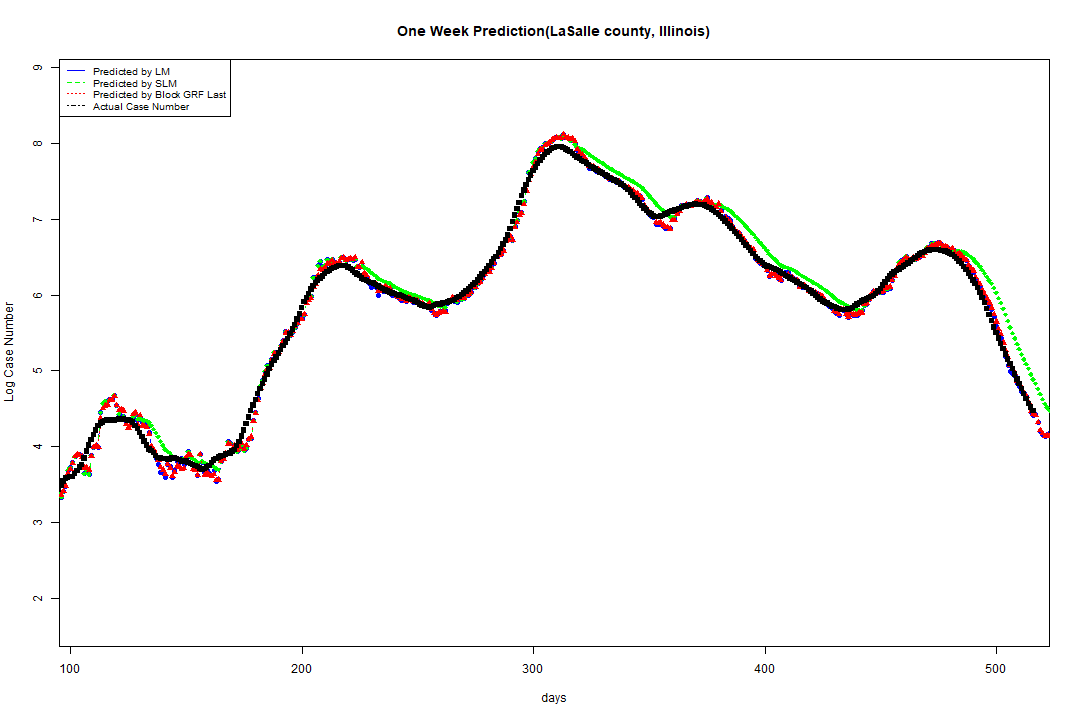 One Week Prediction(LaSalle county, Illinois)
Predicted by LM
Predicted by SLM
Predicted by Block GRF Last
Actual Case Number
Log Case Number
9
8
7
6
5
4
3
2
100 200 300 400 500
days